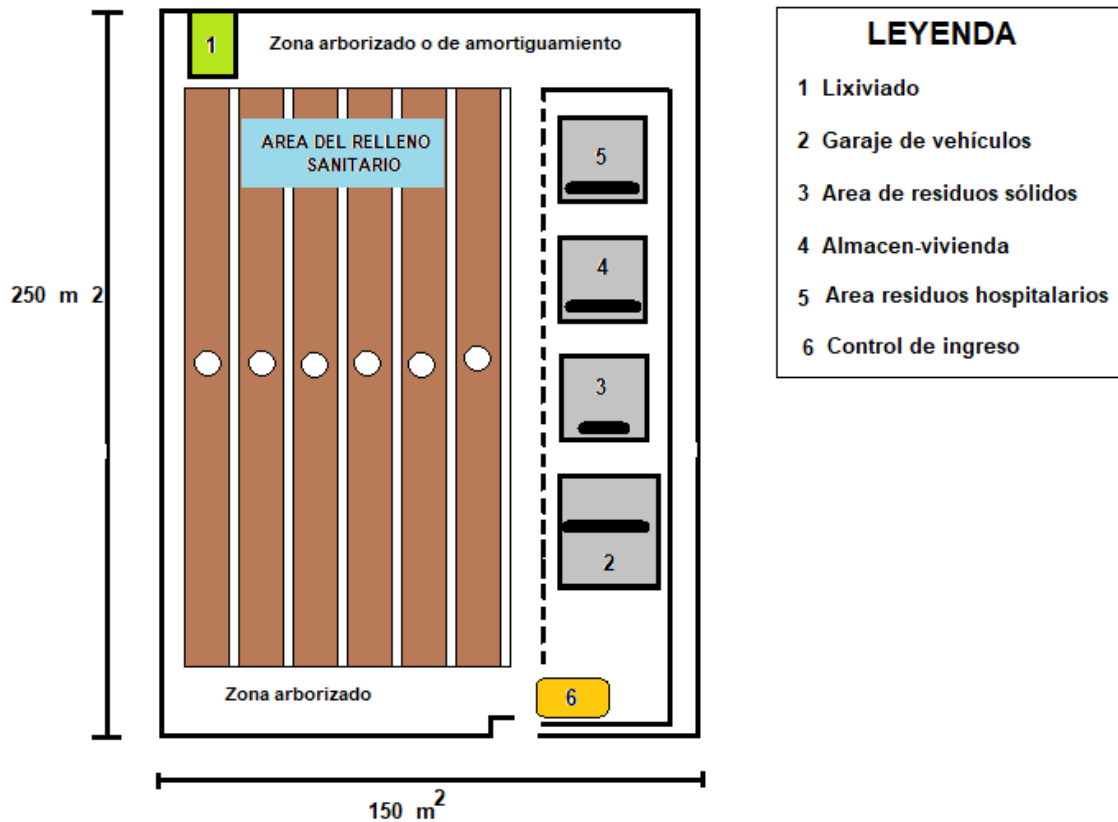 1
Zona arborizado o de amortiguamiento
AREA DEL RELLENO
SANITARIO
5
4
3
2
6
Zona arborizado
250 m 2
150 m²
LEYENDA
1 Lixiviado
2 Garaje de vehículos
3 Area de residuos sólidos
4 Almacen-vivienda
5 Area residuos hospitalarios
6 Control de ingreso